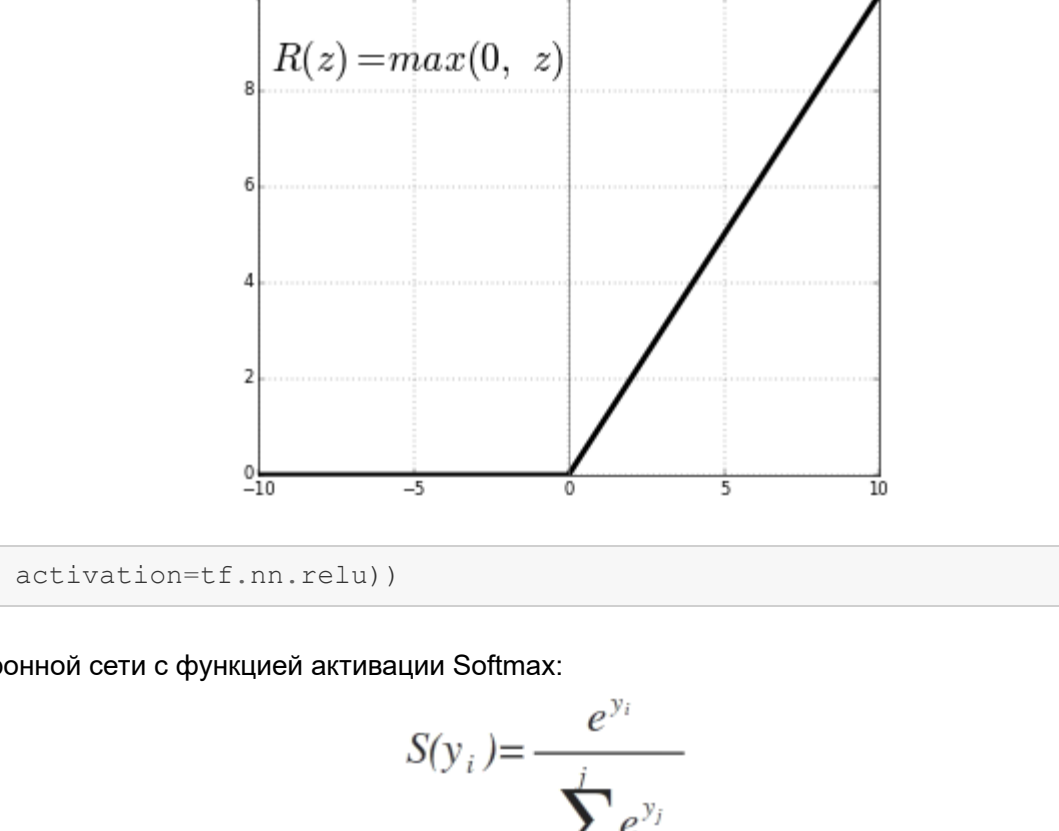 R(z) =max(0, z)
8
6
4
2
0
−10 −5 0 5 10
activation=tf.nn.relu))
сети с функцией активации Softmax:
e^{y_i}
S(y_i)=
j
∑ e^{y_j}